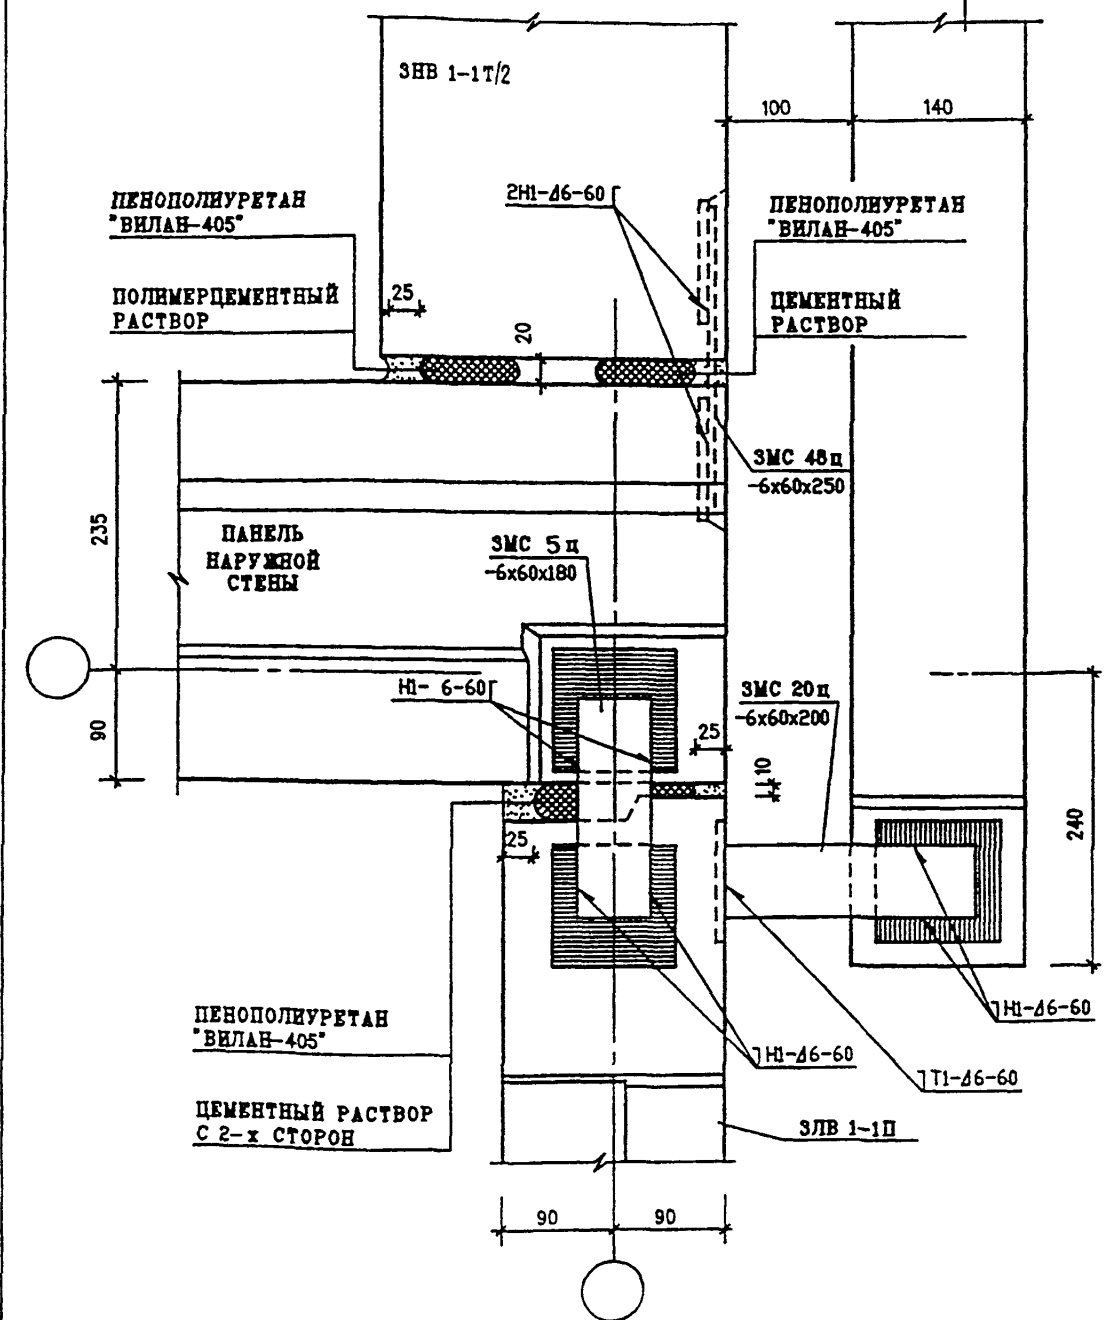 ЗНВ 1-1Т/2
100
140
ПЕНОПОЛИУРЕТАН
"ВИЛАН-405"
2Н1-Δ6-60
ПЕНОПОЛИУРЕТАН
"ВИЛАН-405"
ПОЛИМЕРЦЕМЕНТНЫЙ
РАСТВОР
25
20
ЦЕМЕНТНЫЙ
РАСТВОР
ЗМС 48ц
-6х60х250
235
ПАНЕЛЬ
НАРУЖНОЙ
СТЕНЫ
ЗМС 5ц
-6х60х180
Н1- 6-60
ЗМС 20ц
-6х60х200
90
25
10
25
240
ПЕНОПОЛИУРЕТАН
"ВИЛАН-405"
Н1-Δ6-60
Н1-Δ6-60
Т1-Δ6-60
ЦЕМЕНТНЫЙ РАСТВОР
С 2-х СТОРОН
ЗЛВ 1-1П
90
90